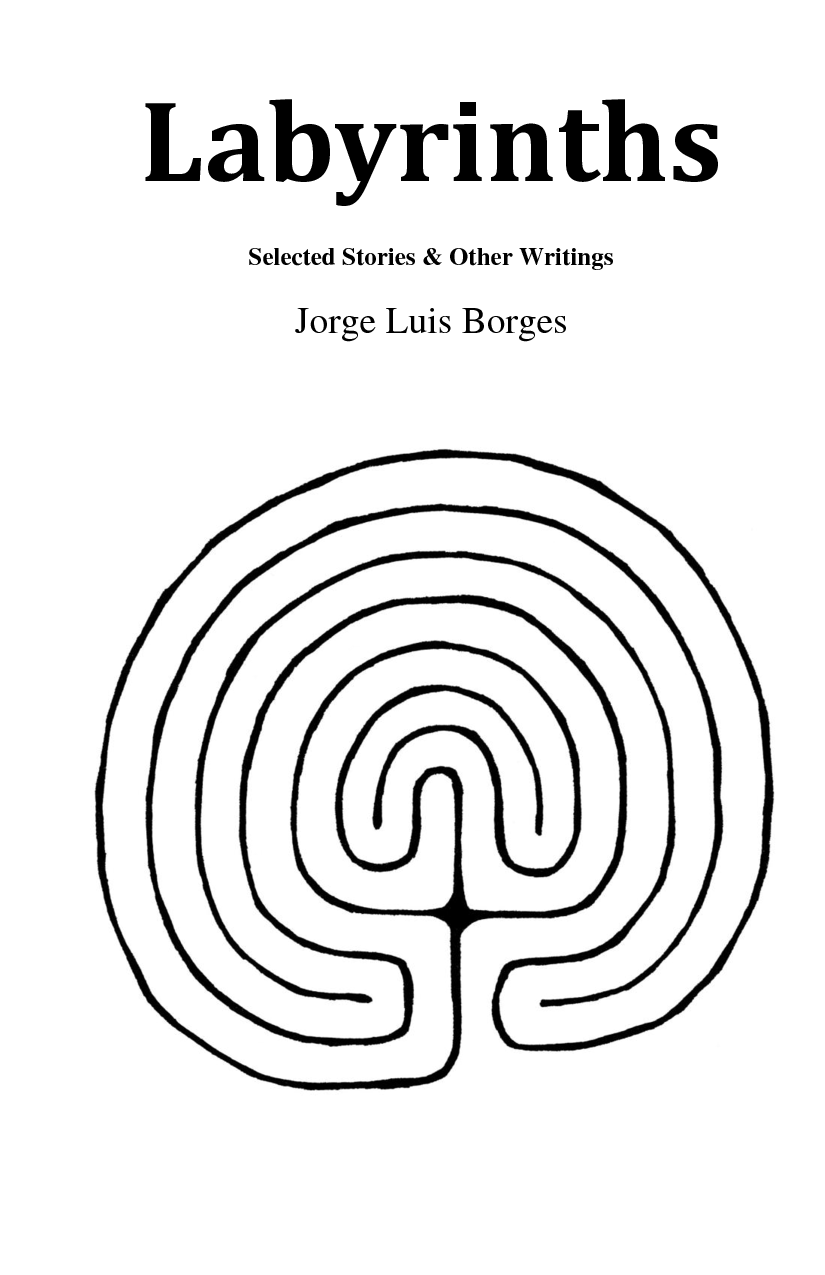 Labyrinths
Selected Stories & Other Writings
Jorge Luis Borges